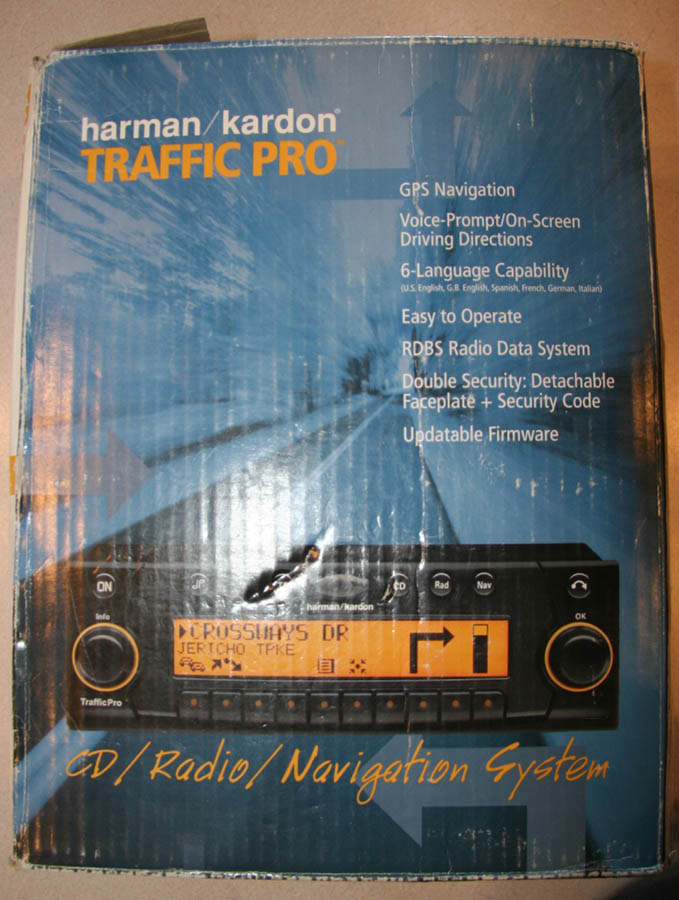 harman/kardon®
TRAFFIC PRO™
GPS Navigation
Voice-Prompt/On-Screen
Driving Directions
6-Language Capability
(U.S. English, G.B. English, Spanish, French, German, Italian)
Easy to Operate
RDBS Radio Data System
Double Security: Detachable
Faceplate + Security Code
Updatable Firmware
ON
CD
Rad
Nav
harman/kardon
Info
OK
CROSSWAYS DR
JERICHO TPKE
TrafficPro
CD/Radio/Navigation System